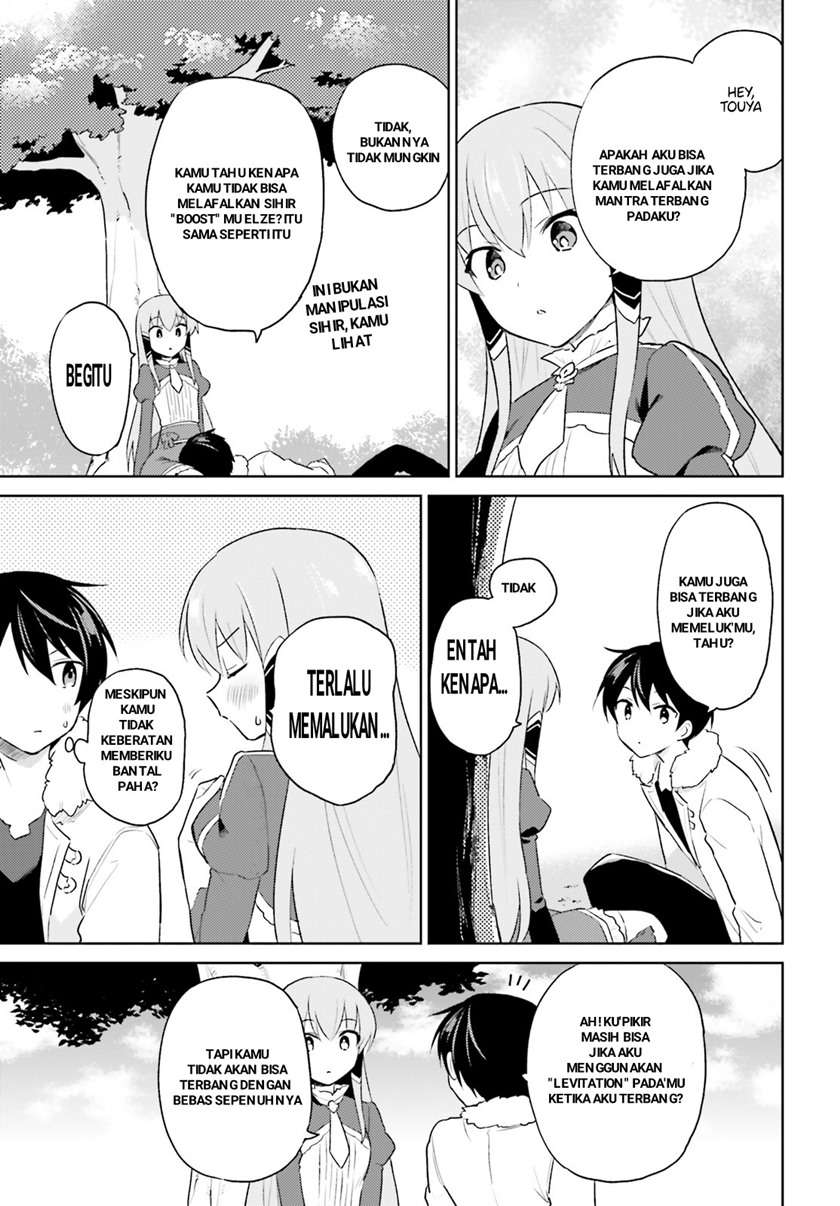 HEY,
TOUYA
APAKAH AKU BISA
TERBANG JUGA JIKA
KAMU MELAFALKAN
MANTRA TERBANG
PADAKU?
TIDAK,
BUKANNYA
TIDAK MUNGKIN
KAMU TAHU KENAPA
KAMU TIDAK BISA
MELAFALKAN SIHIR
"BOOST" MU ELZE? ITU
SAMA SEPERTI ITU
INI BUKAN
MANIPULASI
SIHIR, KAMU
LIHAT
BEGITU
KAMU JUGA
BISA TERBANG
JIKA AKU
MEMELUK'MU,
TAHU?
TIDAK
ENTAH
KENAPA...
TERLALU
MEMALUKAN...
MESKIPUN
KAMU
TIDAK
KEBERATAN
MEMBERIKU
BANTAL
PAHA?
AH! KU'PIKIR
MASIH BISA
JIKA AKU
MENGGUNAKAN
"LEVITATION" PADA'MU
KETIKA AKU TERBANG?
TAPI KAMU
TIDAK AKAN BISA
TERBANG DENGAN
BEBAS SEPENUHNYA